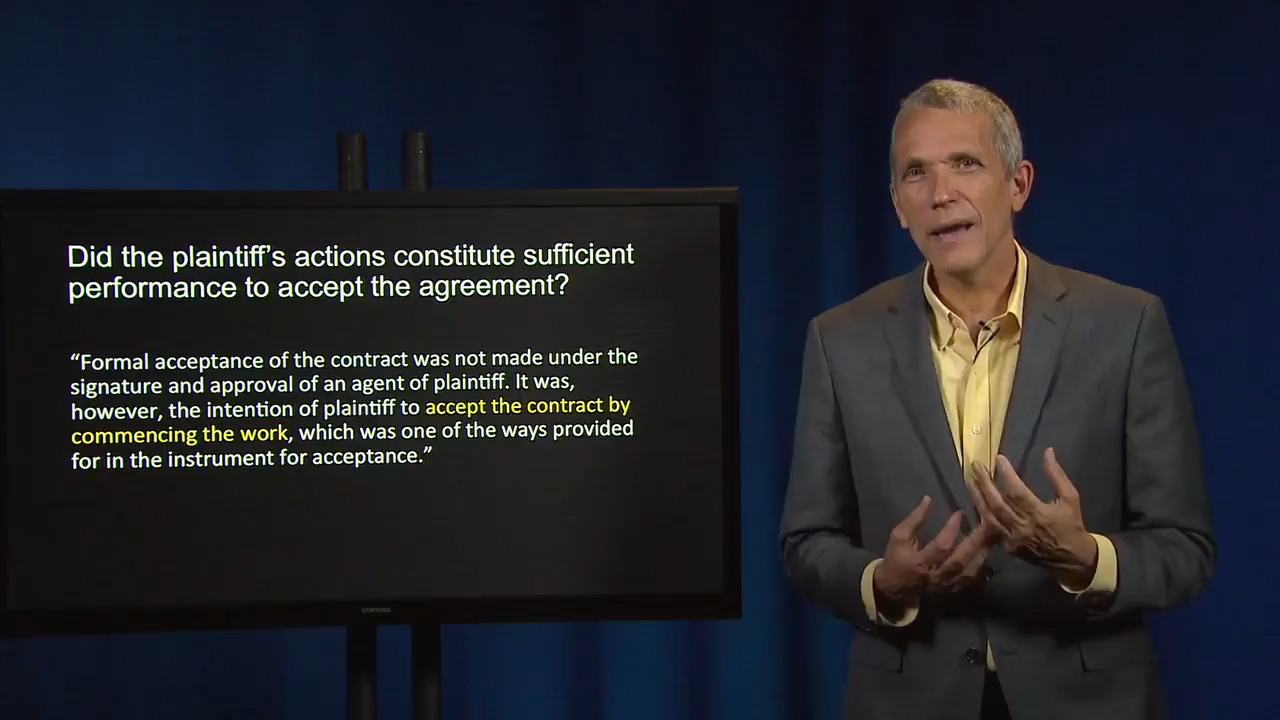 Did the plaintiff’s actions constitute sufficient
performance to accept the agreement?
“Formal acceptance of the contract was not made under the
signature and approval of an agent of plaintiff. It was,
however, the intention of plaintiff to accept the contract by
commencing the work, which was one of the ways provided
for in the instrument for acceptance.”
SAMSUNG